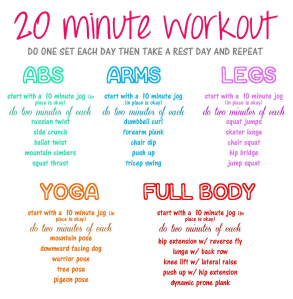 20 minute workout
DO ONE SET EACH DAY THEN TAKE A REST DAY AND REPEAT
ABS
start with a 10 minute jog (in
place is okay)
do two minutes of each
russian twist
side crunch
ballet twist
mountain climbers
squat thrust
ARMS
start with a 10 minute jog (in
place is okay)
do two minutes of each
dumbbell curl
forearm plank
chair dip
push up
tricep swing
LEGS
start with a 10 minute jog (in
place is okay)
do two minutes of each
squat jumps
skater lunge
chair squat
hip bridge
jump squat
YOGA
start with a 10 minute jog (in
place is okay)
do two minutes of each
mountain pose
downward facing dog
warrior pose
tree pose
pigeon pose
FULL BODY
start with a 10 minute jog (in
place is okay)
do two minutes of each
hip extension w/ reverse fly
lunge w/ back row
knee lift w/ lateral raise
push up w/ hip extension
dynamic prone plank